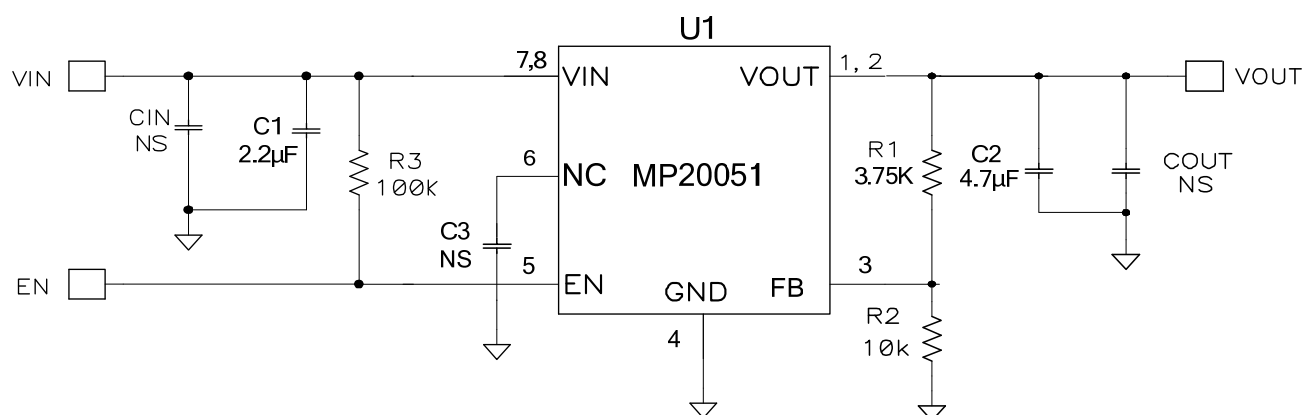 U1
VIN
7,8
VIN
VOUT
1, 2
VOUT
CIN
NS
C1
2.2µF
R3
100k
6
NC
MP20051
R1
3.75K
C2
4.7µF
COUT
NS
C3
NS
EN
5
EN
GND
FB
3
4
R2
10k